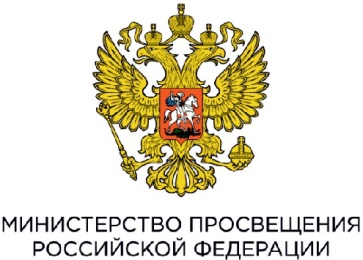 МИНИСТЕРСТВО ПРОСВЕЩЕНИЯ
РОССИЙСКОЙ ФЕДЕРАЦИИ